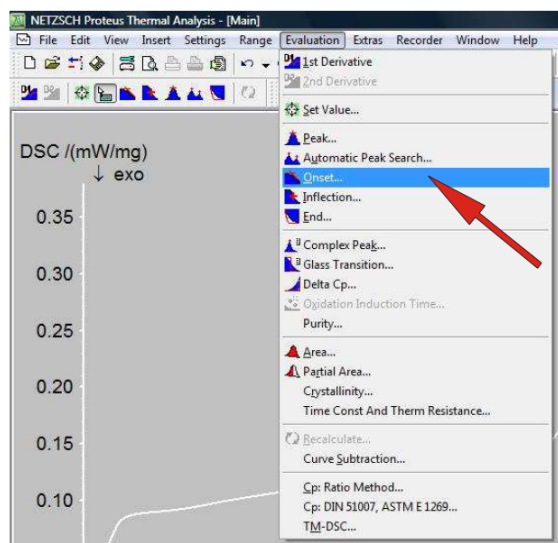 NETZSCH Proteus Thermal Analysis - [Main]
File Edit View Insert Settings Range Evaluation Extras Recorder Window Help
1st Derivative
2nd Derivative
Set Value...
Peak...
Automatic Peak Search...
Onset...
Inflection...
End...
Complex Peak...
Glass Transition...
Delta Cp...
Oxidation Induction Time...
Purity...
Area...
Partial Area...
Crystallinity...
Time Const And Therm Resistance...
Recalculate...
Curve Subtraction...
Cp: Ratio Method...
Cp: DIN 51007, ASTM E 1269...
TM-DSC...
DSC /(mW/mg)
↓ exo
0.35
0.30
0.25
0.20
0.15
0.10